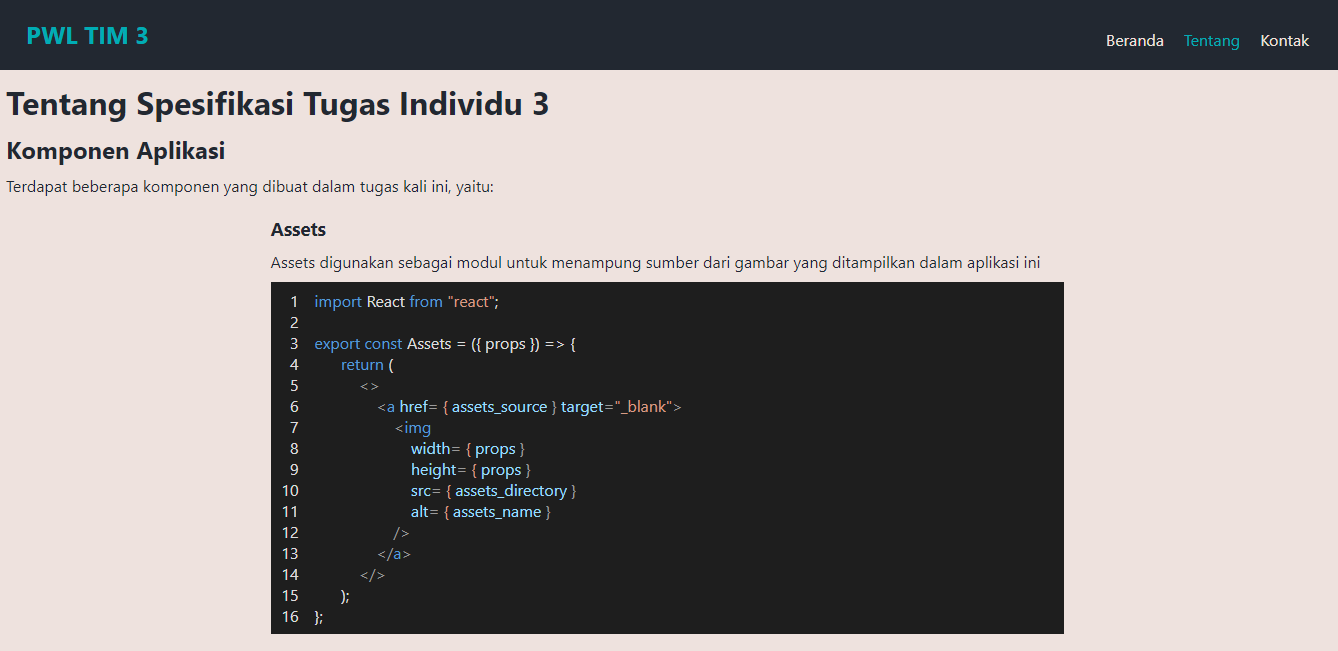 PWL TIM 3
Beranda Tentang Kontak
Tentang Spesifikasi Tugas Individu 3
Komponen Aplikasi
Terdapat beberapa komponen yang dibuat dalam tugas kali ini, yaitu:
Assets
Assets digunakan sebagai modul untuk menampung sumber dari gambar yang ditampilkan dalam aplikasi ini
1 import React from "react";
2
3 export const Assets = ({ props }) => {
4 return (
5 <>
6 <a href= { assets_source } target="_blank">
7 <img
8 width= { props }
9 height= { props }
10 src= { assets_directory }
11 alt= { assets_name }
12 />
13 </a>
14 </>
15 );
16 };